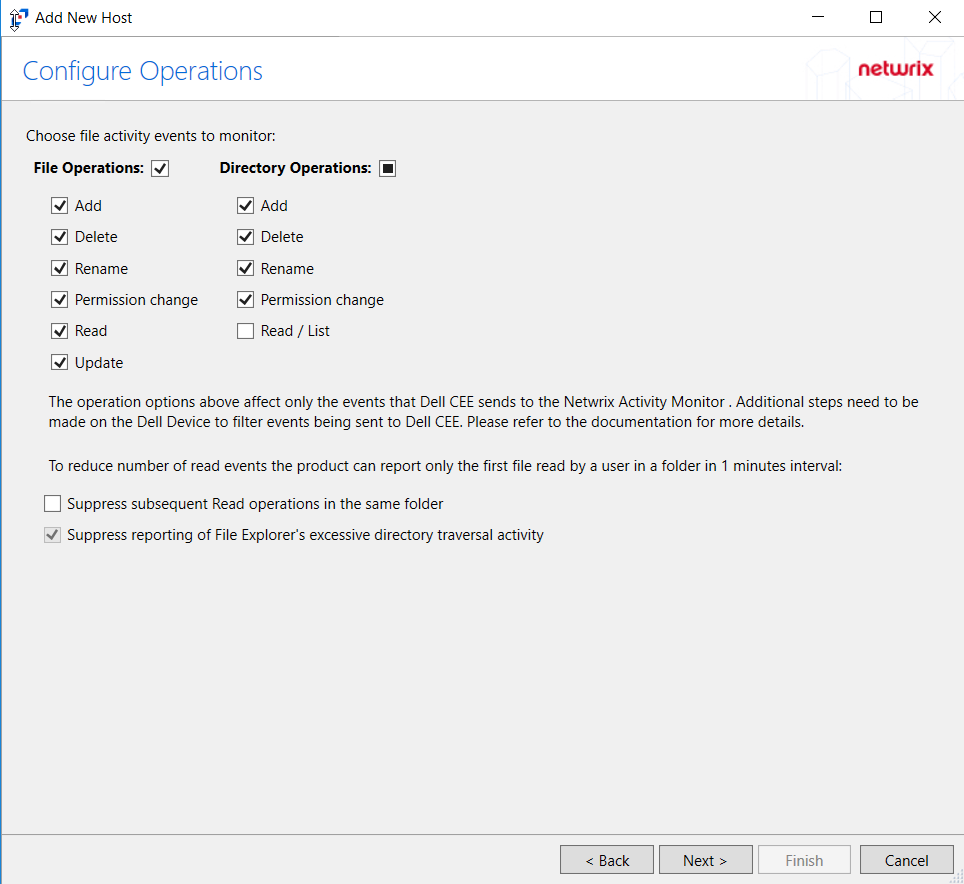 Add New Host
Configure Operations
netwrix
Choose file activity events to monitor:
File Operations: Directory Operations:
Add Add
Delete Delete
Rename Rename
Permission change Permission change
Read Read / List
Update
The operation options above affect only the events that Dell CEE sends to the Netwrix Activity Monitor . Additional steps need to be
made on the Dell Device to filter events being sent to Dell CEE. Please refer to the documentation for more details.
To reduce number of read events the product can report only the first file read by a user in a folder in 1 minutes interval:
Suppress subsequent Read operations in the same folder
Suppress reporting of File Explorer's excessive directory traversal activity
< Back Next > Finish Cancel